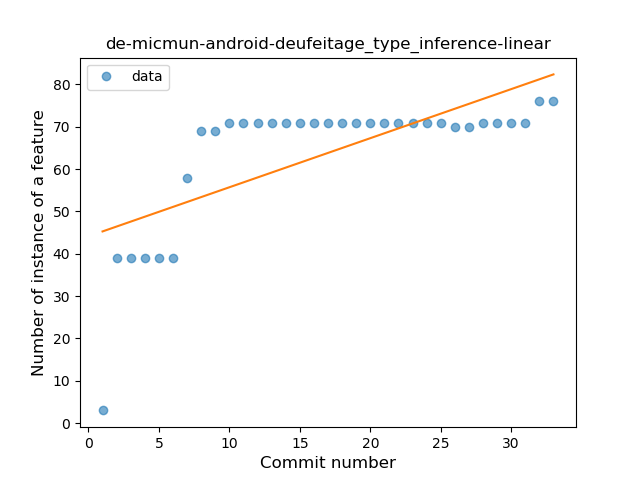 de-micmun-android-deufeitage_type_inference-linear
data
Number of instance of a feature
80
70
60
50
40
30
20
10
0
0 5 10 15 20 25 30
Commit number